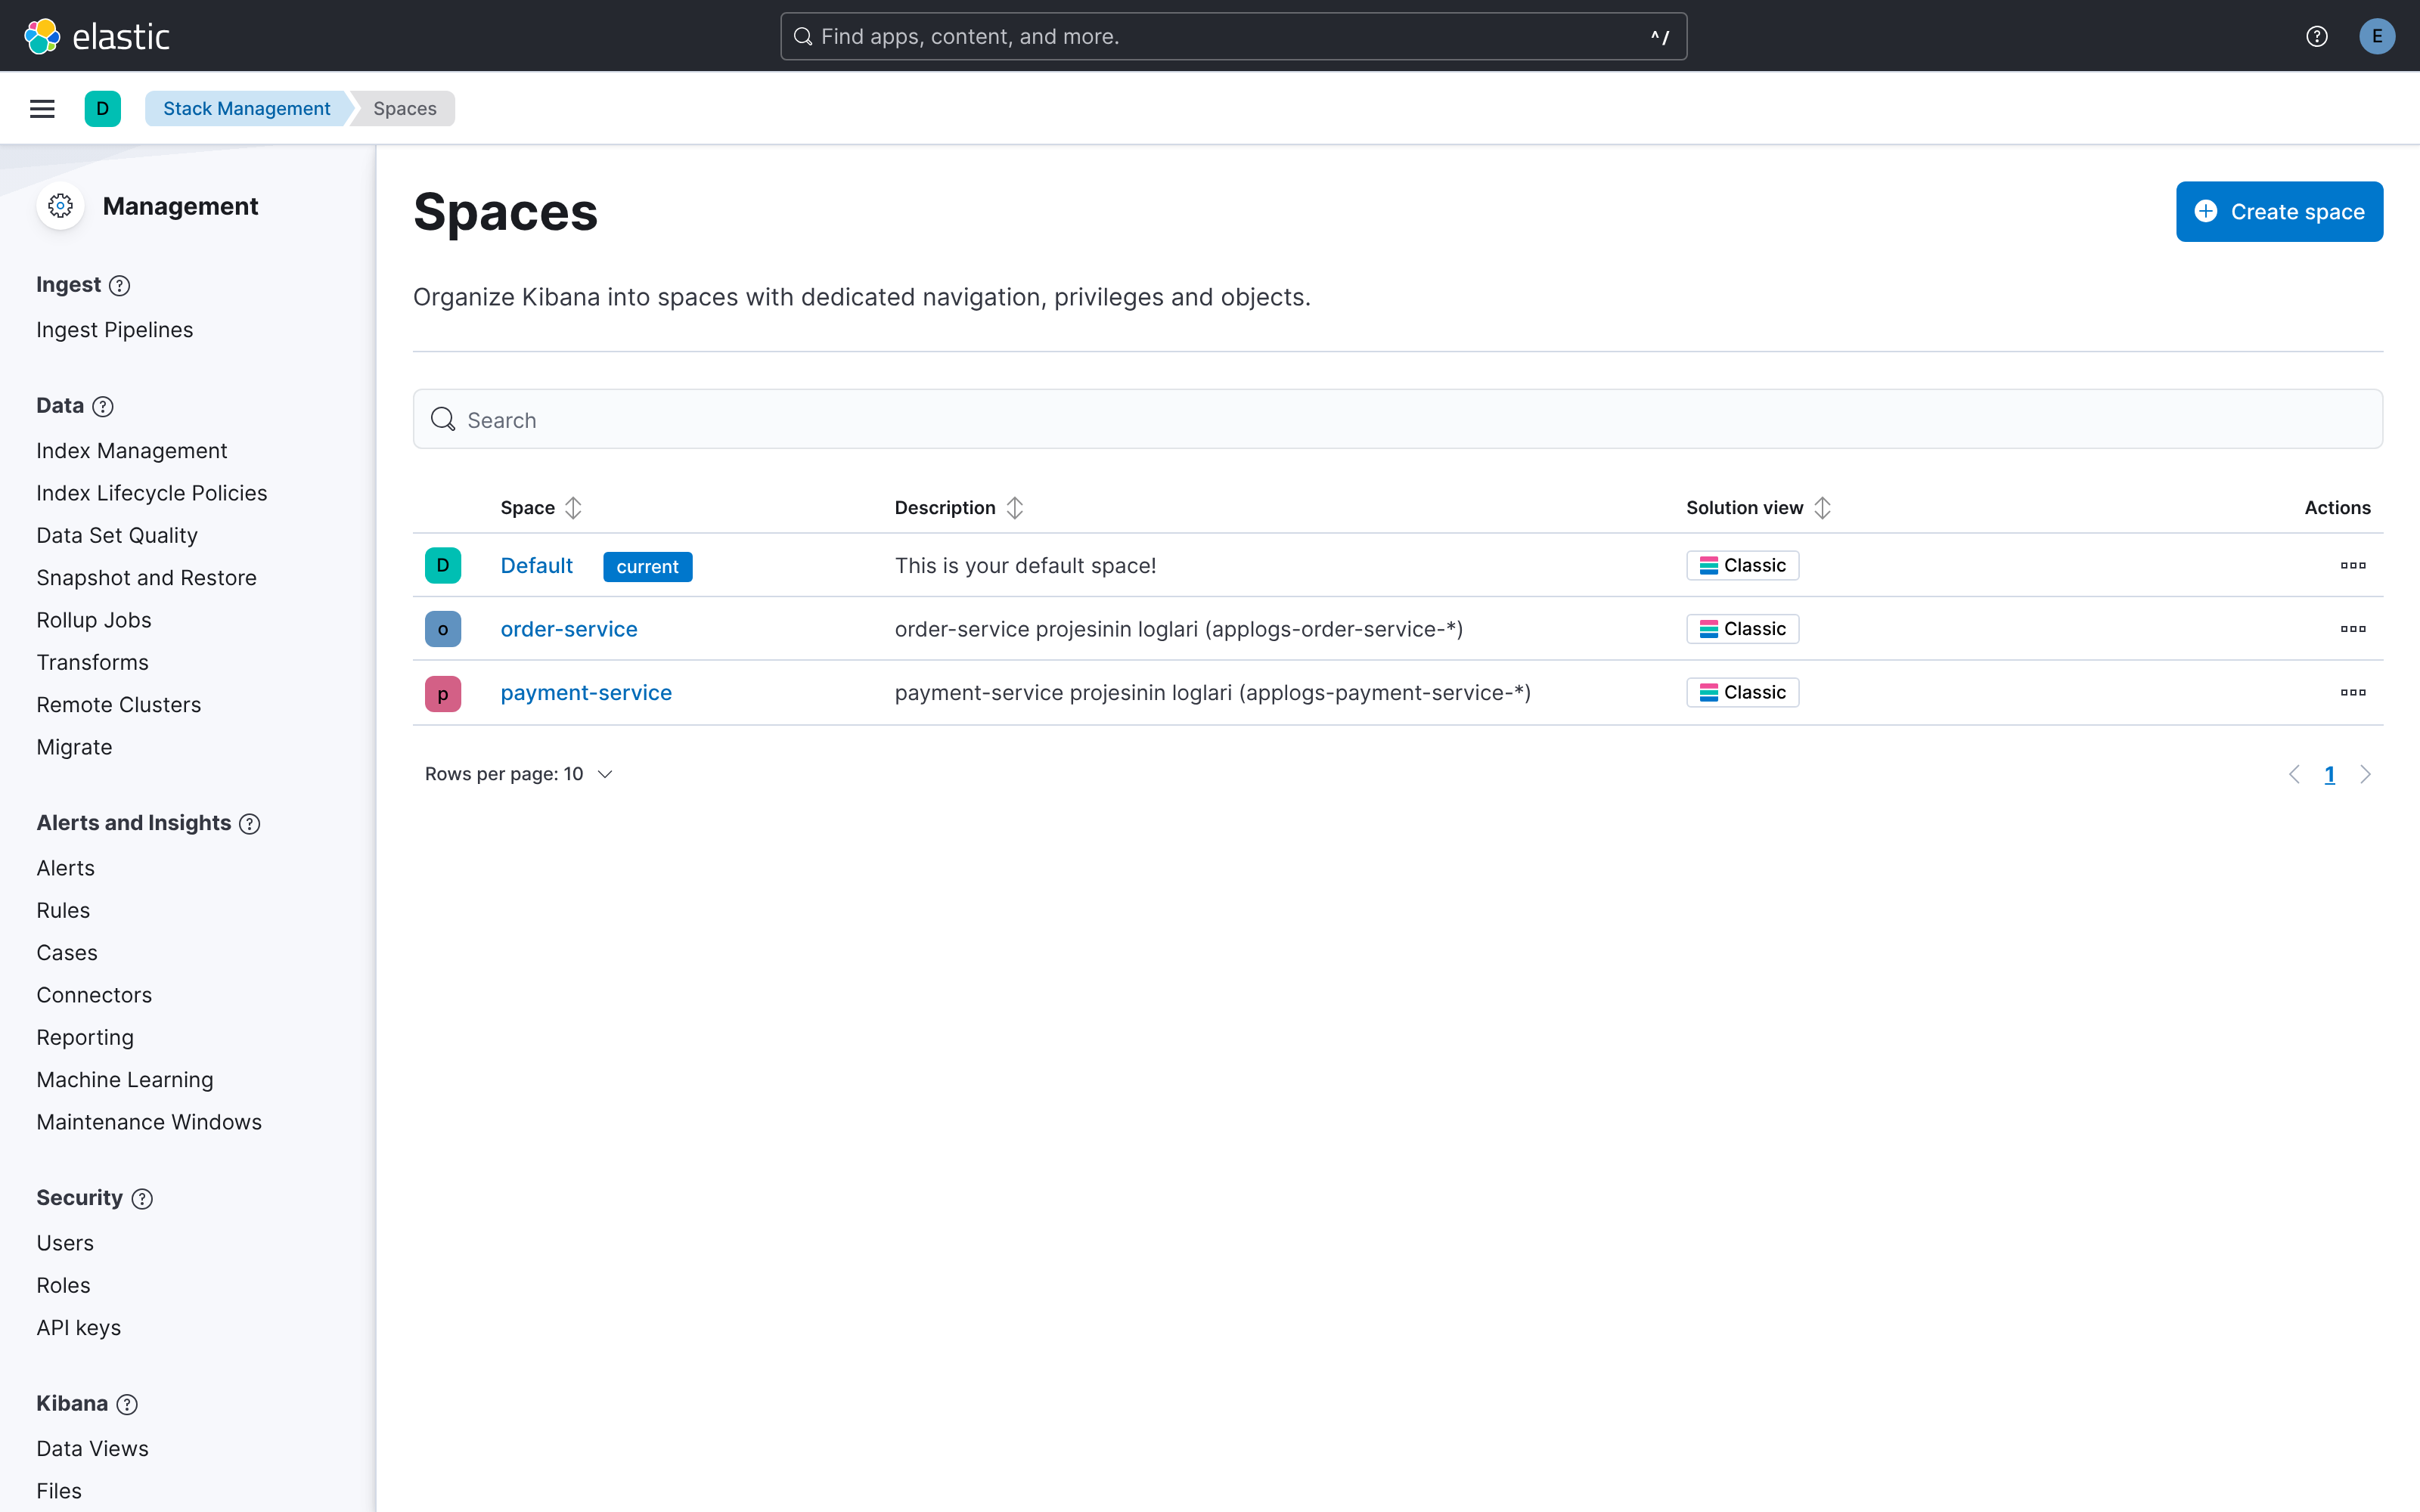 elastic
Find apps, content, and more.
^ /
E
D
Stack Management
Spaces
Management
Ingest
Ingest Pipelines
Data
Index Management
Index Lifecycle Policies
Data Set Quality
Snapshot and Restore
Rollup Jobs
Transforms
Remote Clusters
Migrate
Alerts and Insights
Alerts
Rules
Cases
Connectors
Reporting
Machine Learning
Maintenance Windows
Security
Users
Roles
API keys
Kibana
Data Views
Files
Spaces
Create space
Organize Kibana into spaces with dedicated navigation, privileges and objects.
Search
Space Description Solution view Actions
D Default current This is your default space! Classic
o order-service order-service projesinin loglari (applogs-order-service-*) Classic
p payment-service payment-service projesinin loglari (applogs-payment-service-*) Classic
Rows per page: 10
1